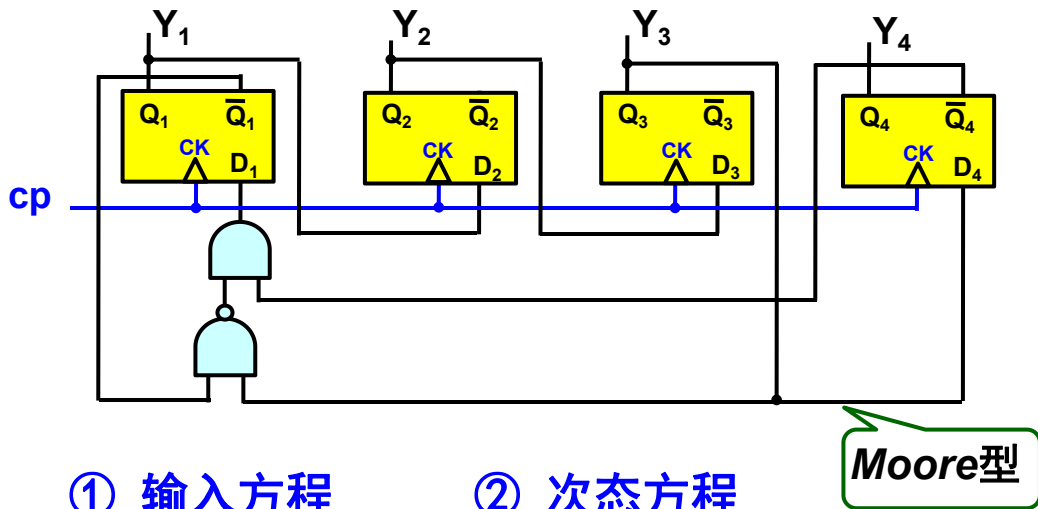 Y₁ Y₂ Y₃ Y₄
Q₁ Q̅₁ Q₂ Q̅₂ Q₃ Q̅₃ Q₄ Q̅₄
CK CK CK CK
D₁ D₂ D₃ D₄
cp
Moore型
① 输入方程 ② 次态方程